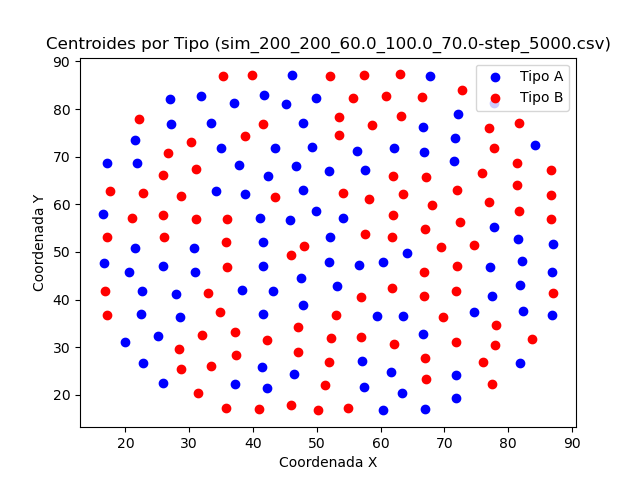 Centroides por Tipo (sim_200_200_60.0_100.0_70.0-step_5000.csv)
Tipo A
Tipo B
Coordenada Y
90
80
70
60
50
40
30
20
20 30 40 50 60 70 80 90
Coordenada X